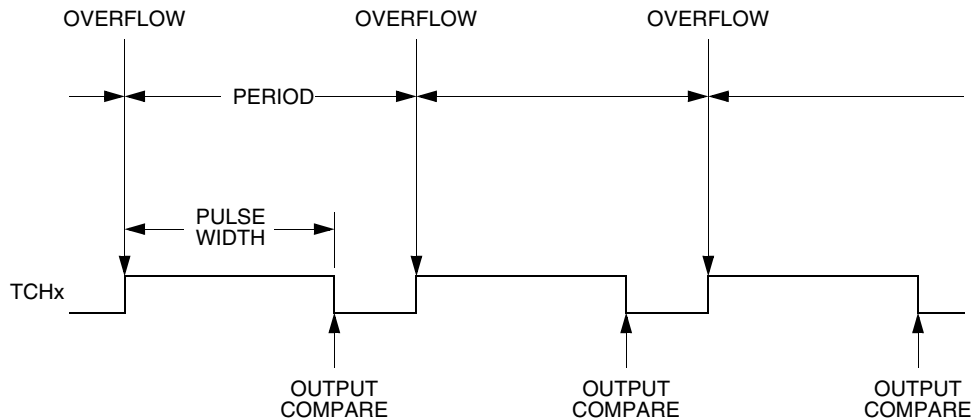 OVERFLOW
OVERFLOW
OVERFLOW
PERIOD
PULSE
WIDTH
TCHx
OUTPUT
COMPARE
OUTPUT
COMPARE
OUTPUT
COMPARE